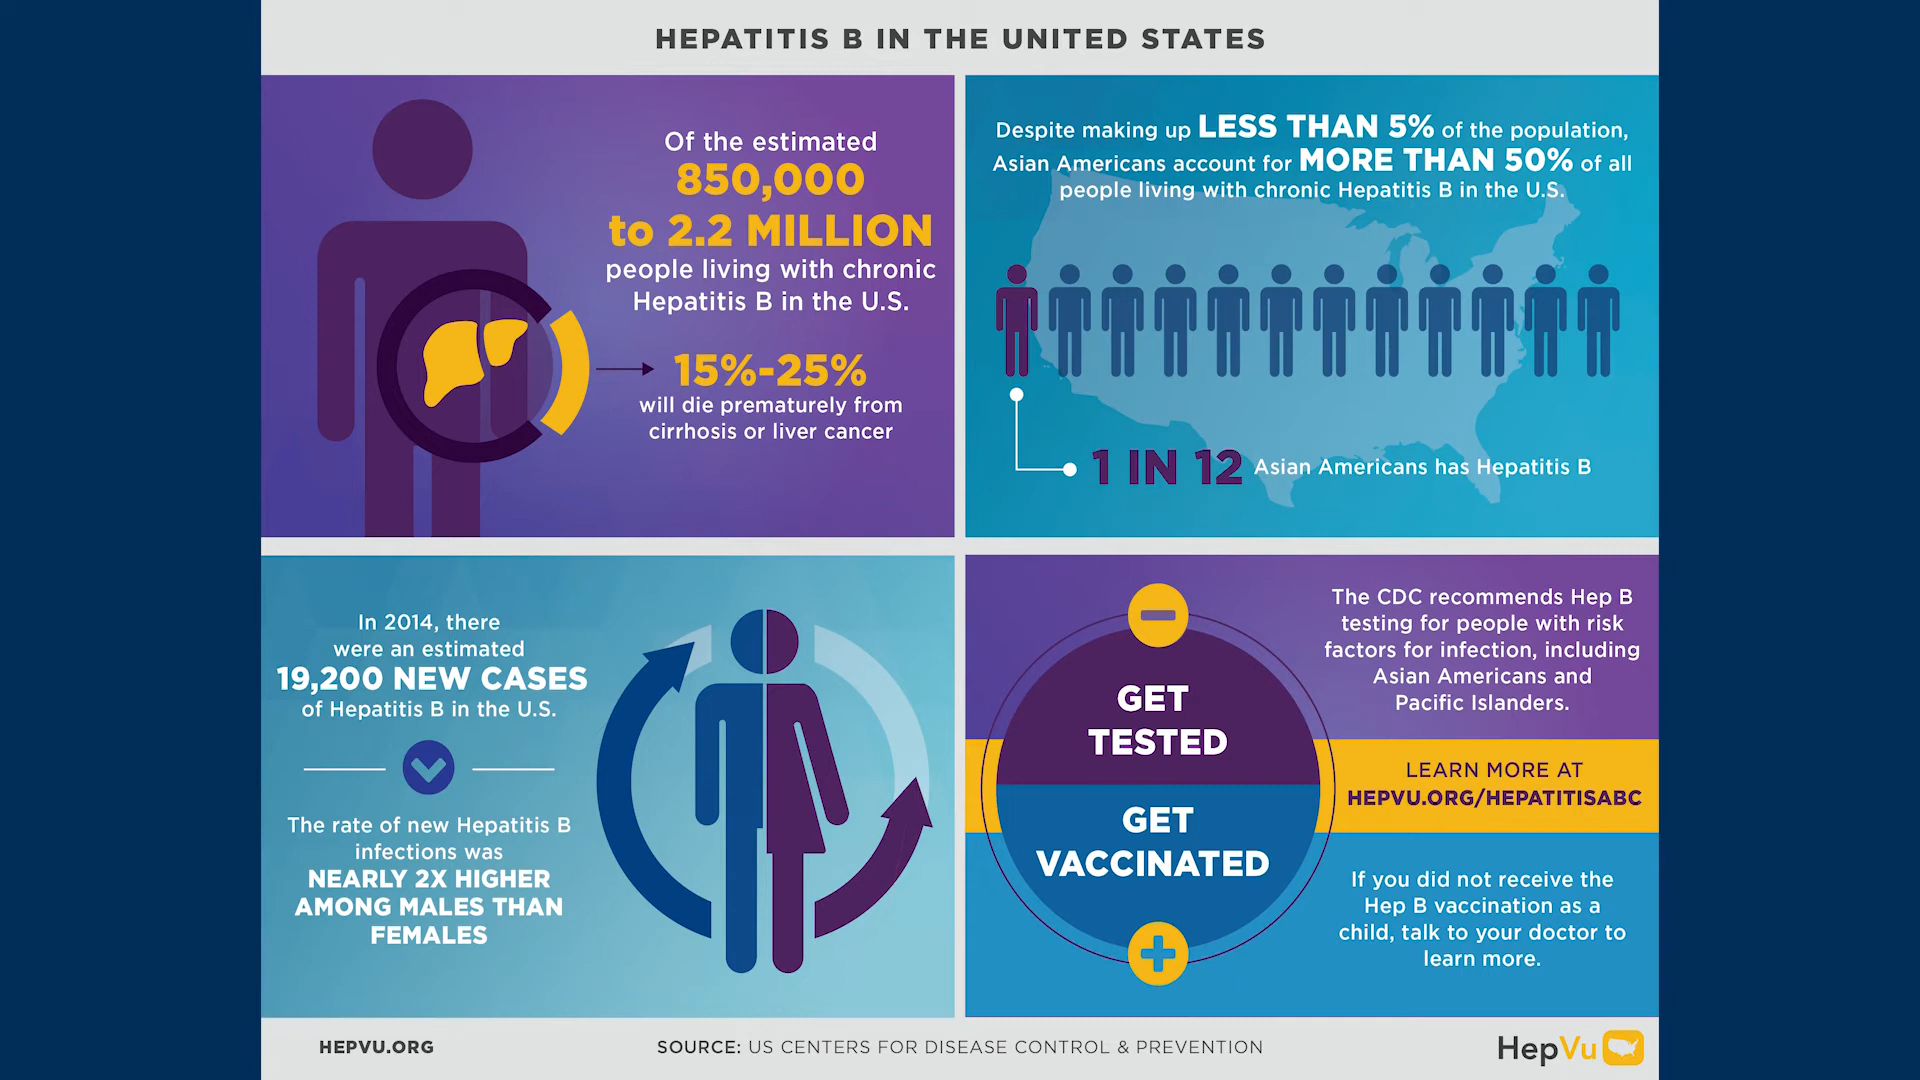 HEPATITIS B IN THE UNITED STATES
Of the estimated
850,000
to 2.2 MILLION
people living with chronic
Hepatitis B in the U.S.
15%-25%
will die prematurely from
cirrhosis or liver cancer
Despite making up LESS THAN 5% of the population,
Asian Americans account for MORE THAN 50% of all
people living with chronic Hepatitis B in the U.S.
1 IN 12 Asian Americans has Hepatitis B
In 2014, there
were an estimated
19,200 NEW CASES
of Hepatitis B in the U.S.
The rate of new Hepatitis B
infections was
NEARLY 2X HIGHER
AMONG MALES THAN
FEMALES
GET
TESTED
GET
VACCINATED
The CDC recommends Hep B
testing for people with risk
factors for infection, including
Asian Americans and
Pacific Islanders.
LEARN MORE AT
HEPVU.ORG/HEPATITISABC
If you did not receive the
Hep B vaccination as a
child, talk to your doctor to
learn more.
HEPVU.ORG
SOURCE: US CENTERS FOR DISEASE CONTROL & PREVENTION
HepVu